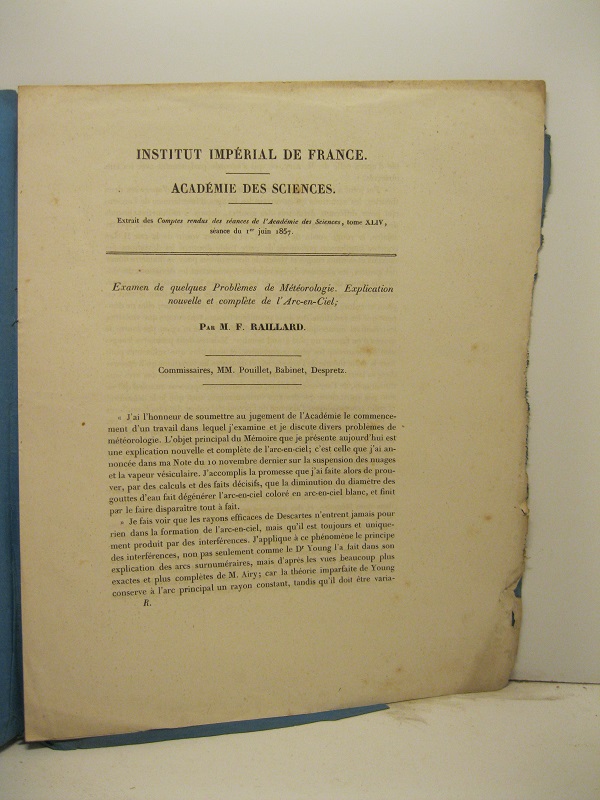 INSTITUT IMPÉRIAL DE FRANCE.
ACADÉMIE DES SCIENCES.
Extrait des Comptes rendus des séances de l'Académie des Sciences, tome XLIV,
séance du 1er juin 1857.
Examen de quelques Problèmes de Météorologie. Explication
nouvelle et complète de l'Arc-en-Ciel;
PAR M. F. RAILLARD.
Commissaires, MM. Pouillet, Babinet, Despretz.
« J'ai l'honneur de soumettre au jugement de l'Académie le commence-
ment d'un travail dans lequel j'examine et je discute divers problèmes de
météorologie. L'objet principal du Mémoire que je présente aujourd'hui est
une explication nouvelle et complète de l'arc-en-ciel; c'est celle que j'ai an-
noncée dans ma Note du 10 novembre dernier sur la suspension des nuages
et la vapeur vésiculaire. J'accomplis la promesse que j'ai faite alors de prou-
ver, par des calculs et des faits décisifs, que la diminution du diamètre des
gouttes d'eau fait dégénérer l'arc-en-ciel coloré en arc-en-ciel blanc, et finit
par le faire disparaître tout à fait.
» Je fais voir que les rayons efficaces de Descartes n'entrent jamais pour
rien dans la formation de l'arc-en-ciel, mais qu'il est toujours et unique-
ment produit par des interférences. J'applique à ce phénomène le principe
des interférences, non pas seulement comme le Dr Young l'a fait dans son
explication des arcs surnuméraires, mais d'après les vues beaucoup plus
exactes et plus complètes de M. Airy; car la théorie imparfaite de Young
conserve à l'arc principal un rayon constant, tandis qu'il doit être varia-
R.